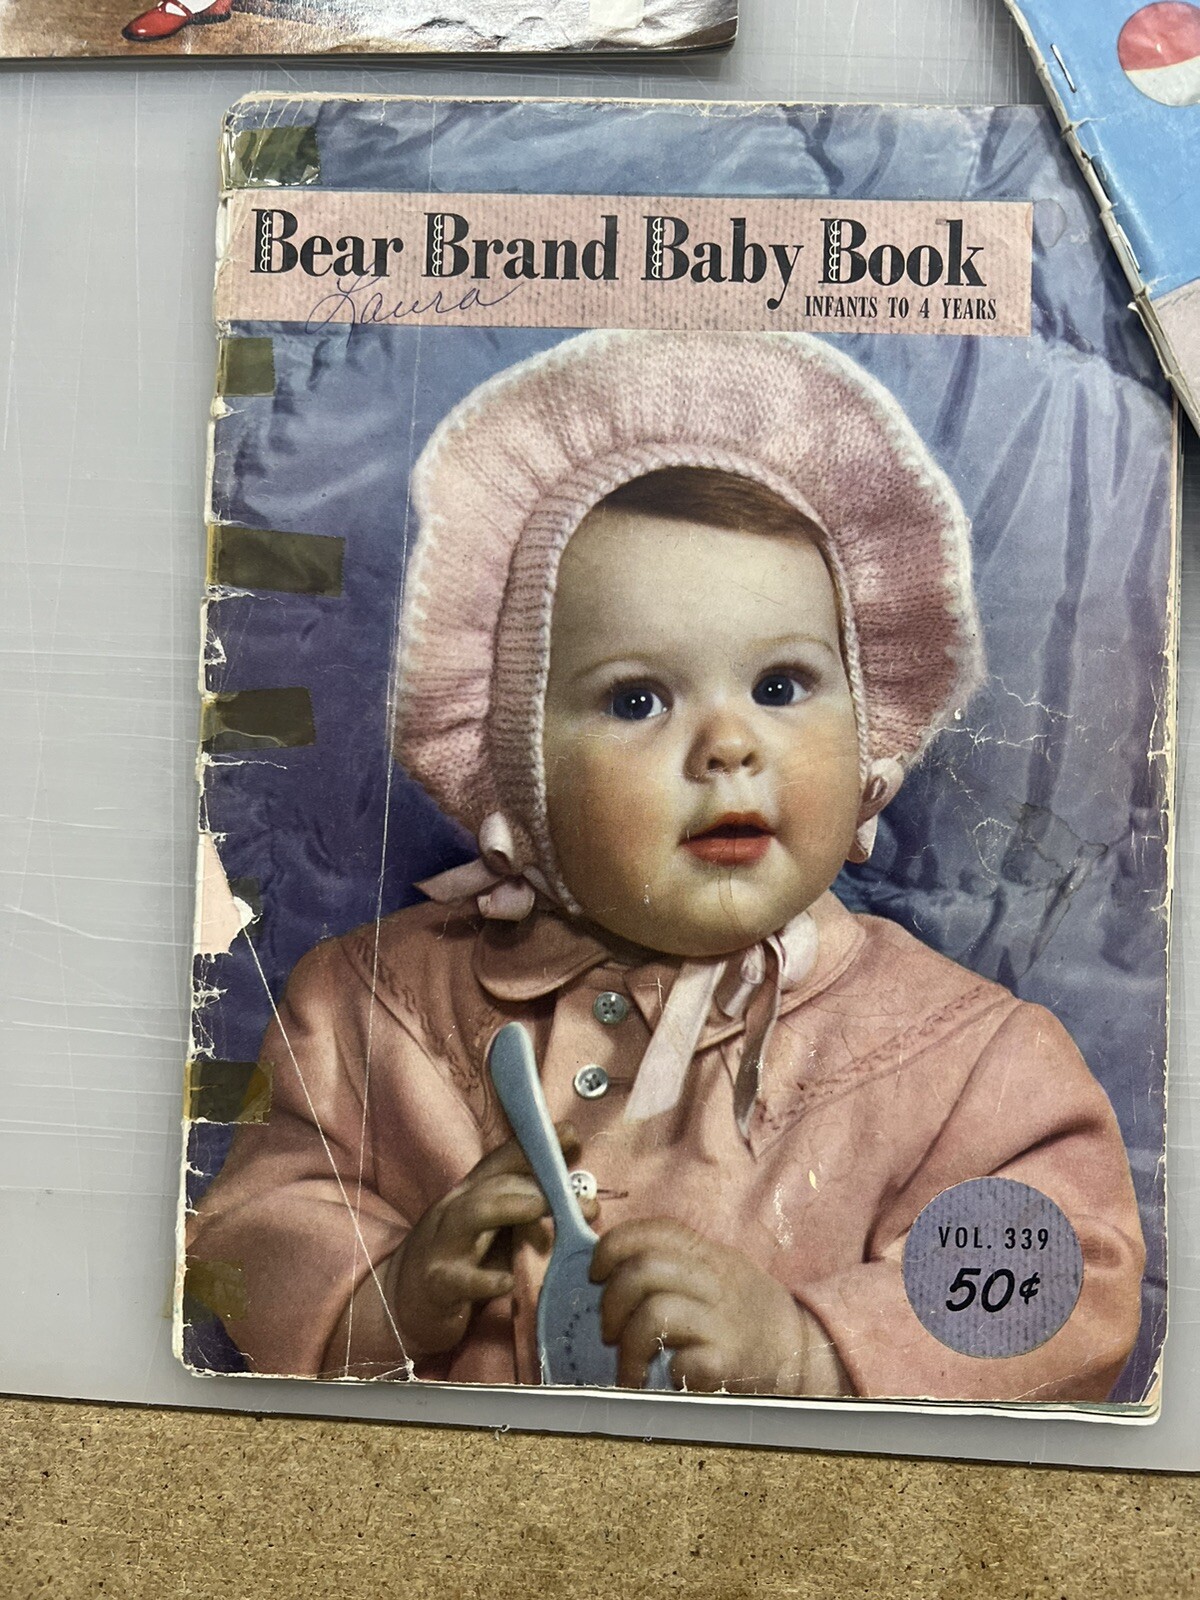 Bear Brand Baby Book
Laura
INFANTS TO 4 YEARS
VOL. 339
50¢